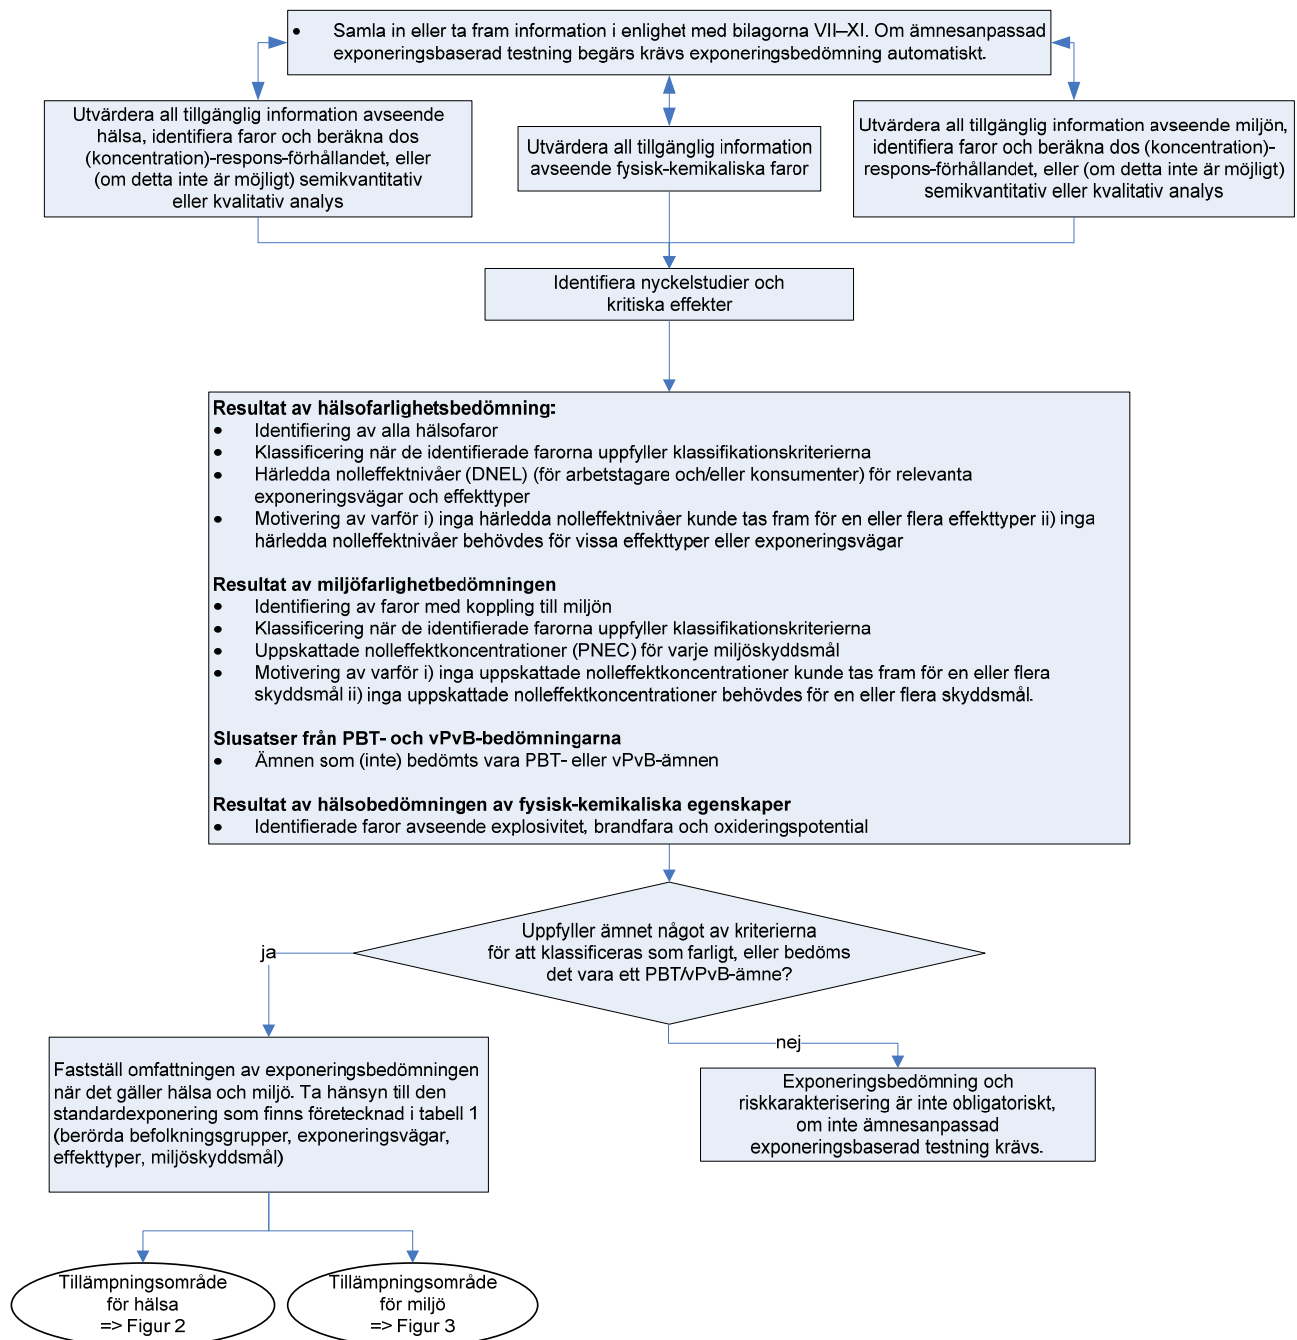 • Samla in eller ta fram information i enlighet med bilagorna VII–XI. Om ämnesanpassad
exponeringsbaserad testning begärs krävs exponeringsbedömning automatiskt.
Utvärdera all tillgänglig information avseende
hälsa, identifiera faror och beräkna dos
(koncentration)-respons-förhållandet, eller
(om detta inte är möjligt) semikvantitativ
eller kvalitativ analys
Utvärdera all tillgänglig information
avseende fysisk-kemikaliska faror
Utvärdera all tillgänglig information avseende miljön,
identifiera faror och beräkna dos (koncentration)-
respons-förhållandet, eller (om detta inte är möjligt)
semikvantitativ eller kvalitativ analys
Identifiera nyckelstudier och
kritiska effekter
Resultat av hälsofarlighetsbedömning:
• Identifiering av alla hälsofaror
• Klassificering när de identifierade farorna uppfyller klassifikationskriterierna
• Härledda nolleffektnivåer (DNEL) (för arbetstagare och/eller konsumenter) för relevanta
exponeringsvägar och effekttyper
• Motivering av varför i) inga härledda nolleffektnivåer kunde tas fram för en eller flera effekttyper ii) inga
härledda nolleffektnivåer behövdes för vissa effekttyper eller exponeringsvägar
Resultat av miljöfarlighetbedömningen
• Identifiering av faror med koppling till miljön
• Klassificering när de identifierade farorna uppfyller klassifikationskriterierna
• Uppskattade nolleffektkoncentrationer (PNEC) för varje miljöskyddsmål
• Motivering av varför i) inga uppskattade nolleffektkoncentrationer kunde tas fram för en eller flera
skyddsmål ii) inga uppskattade nolleffektkoncentrationer behövdes för en eller flera skyddsmål.
Slusatser från PBT- och vPvB-bedömningarna
• Ämnen som (inte) bedömts vara PBT- eller vPvB-ämnen
Resultat av hälsobedömningen av fysisk-kemikaliska egenskaper
• Identifierade faror avseende explosivitet, brandfara och oxideringspotential
Uppfyller ämnet något av kriterierna
för att klassificeras som farligt, eller bedöms
det vara ett PBT/vPvB-ämne?
ja
nej
Fastställ omfattningen av exponeringsbedömningen
när det gäller hälsa och miljö. Ta hänsyn till den
standardexponering som finns företecknad i tabell 1
(berörda befolkningsgrupper, exponeringsvägar,
effekttyper, miljöskyddsmål)
Exponeringsbedömning och
riskkarakterisering är inte obligatoriskt,
om inte ämnesanpassad
exponeringsbaserad testning krävs.
Tillämpningsområde
för hälsa
=> Figur 2
Tillämpningsområde
för miljö
=> Figur 3